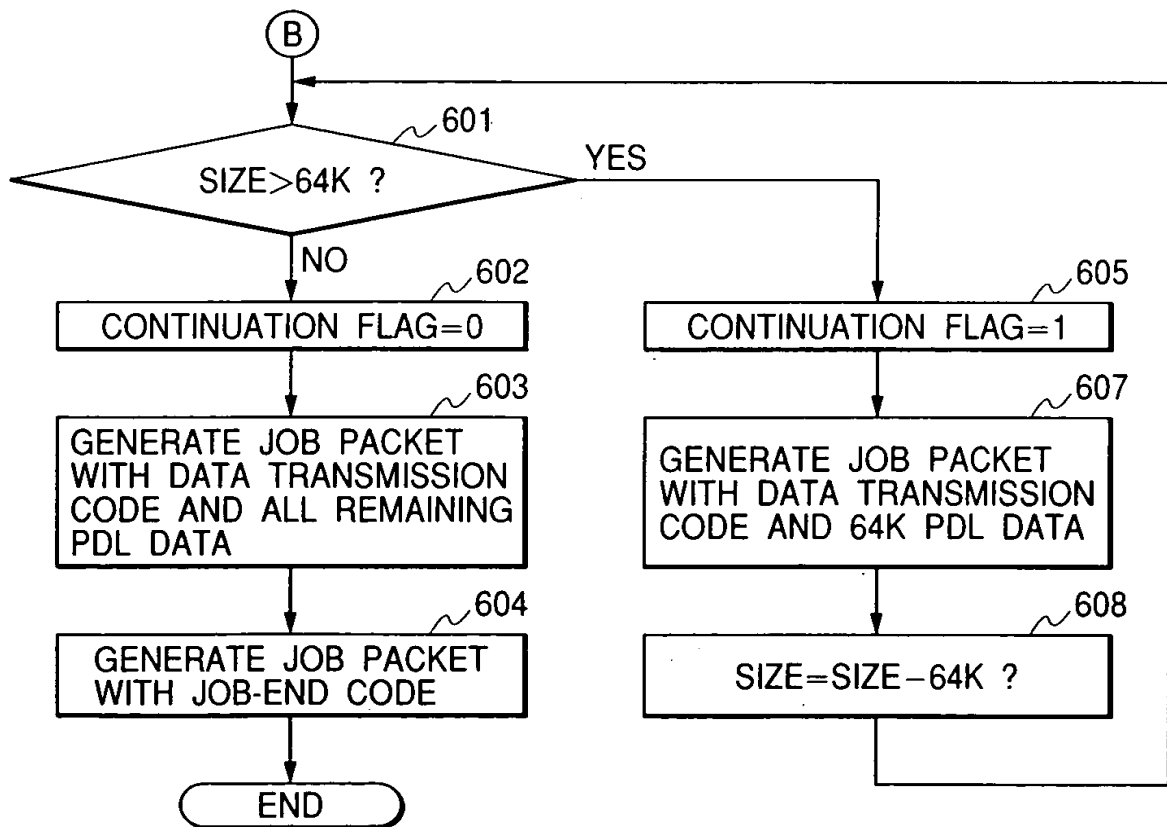 B
601
SIZE>64K ?
YES
NO
602
CONTINUATION FLAG=0
603
GENERATE JOB PACKET
WITH DATA TRANSMISSION
CODE AND ALL REMAINING
PDL DATA
604
GENERATE JOB PACKET
WITH JOB-END CODE
END
605
CONTINUATION FLAG=1
607
GENERATE JOB PACKET
WITH DATA TRANSMISSION
CODE AND 64K PDL DATA
608
SIZE=SIZE−64K ?